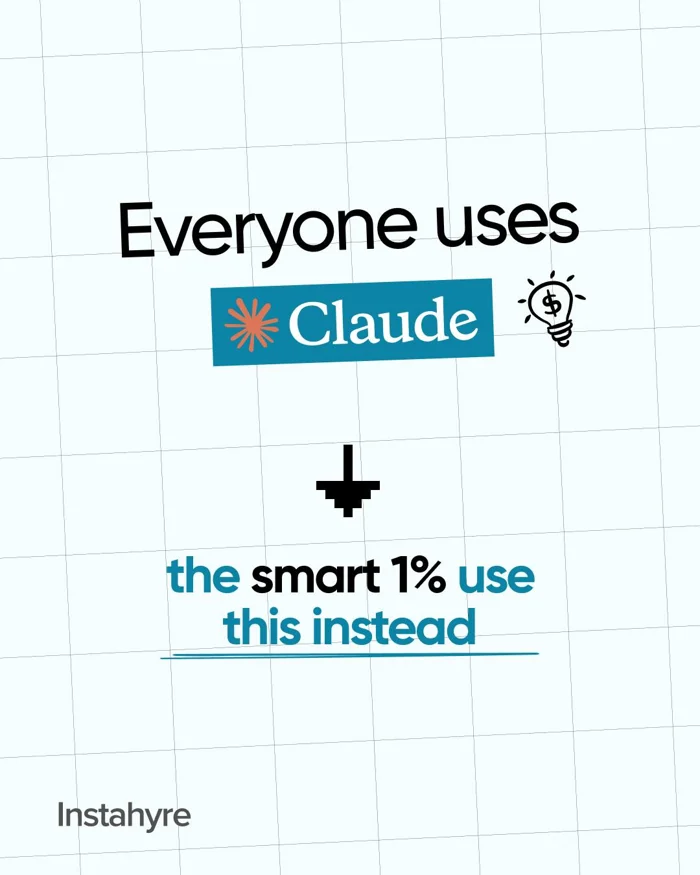 Everyone uses
Claude
$
the smart 1% use
this instead
Instahyre